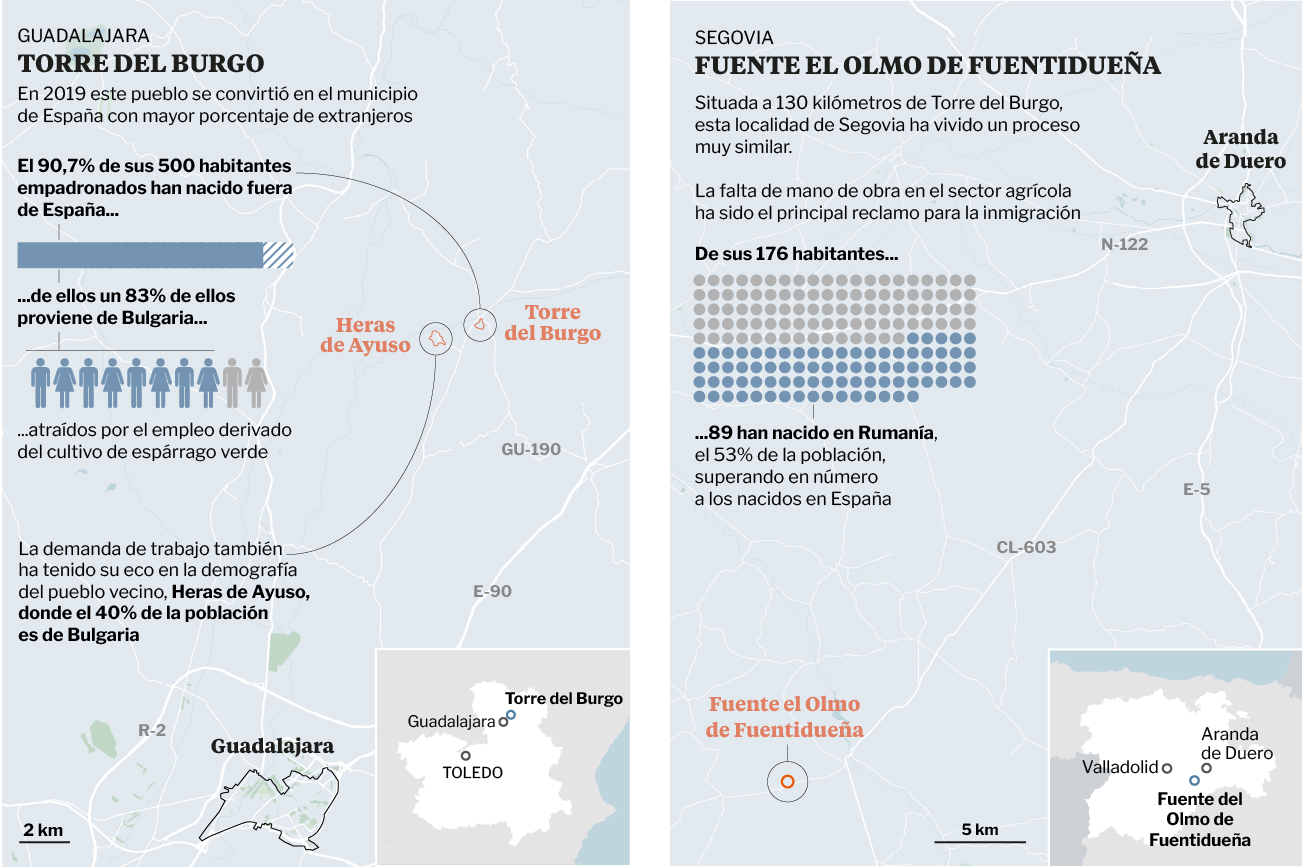 GUADALAJARA
TORRE DEL BURGO
En 2019 este pueblo se convirtió en el municipio
de España con mayor porcentaje de extranjeros
El 90,7% de sus 500 habitantes
empadronados han nacido fuera
de España...
...de ellos un 83% de ellos
proviene de Bulgaria...
...atraídos por el empleo derivado
del cultivo de espárrago verde
Heras
de Ayuso
Torre
del Burgo
GU-190
La demanda de trabajo también
ha tenido su eco en la demografía
del pueblo vecino, Heras de Ayuso,
donde el 40% de la población
es de Bulgaria
E-90
R-2
Guadalajara
2 km
Torre del Burgo
Guadalajara
TOLEDO
SEGOVIA
FUENTE EL OLMO DE FUENTIDUEÑA
Situada a 130 kilómetros de Torre del Burgo,
esta localidad de Segovia ha vivido un proceso
muy similar.
La falta de mano de obra en el sector agrícola
ha sido el principal reclamo para la inmigración
De sus 176 habitantes...
...89 han nacido en Rumanía,
el 53% de la población,
superando en número
a los nacidos en España
Aranda
de Duero
N-122
E-5
CL-603
Fuente el Olmo
de Fuentidueña
5 km
Aranda
de Duero
Valladolid
Fuente del
Olmo de
Fuentidueña